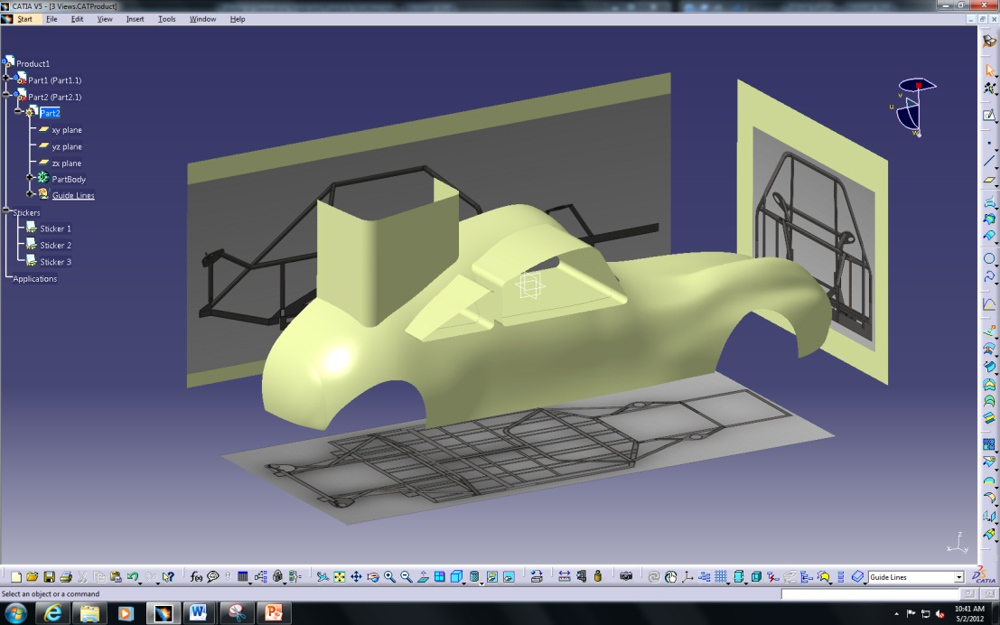 CATIA V5 - [3 Views.CATProduct]
Start File Edit View Insert Tools Window Help
Product1
Part1 (Part1.1)
Part2 (Part2.1)
Part2
xy plane
yz plane
zx plane
PartBody
Guide Lines
Stickers
Sticker 1
Sticker 2
Sticker 3
Applications
v
u
w
z
x y
f(x)
Guide Lines
CATIA
Select an object or a command
10:41 AM
5/2/2012